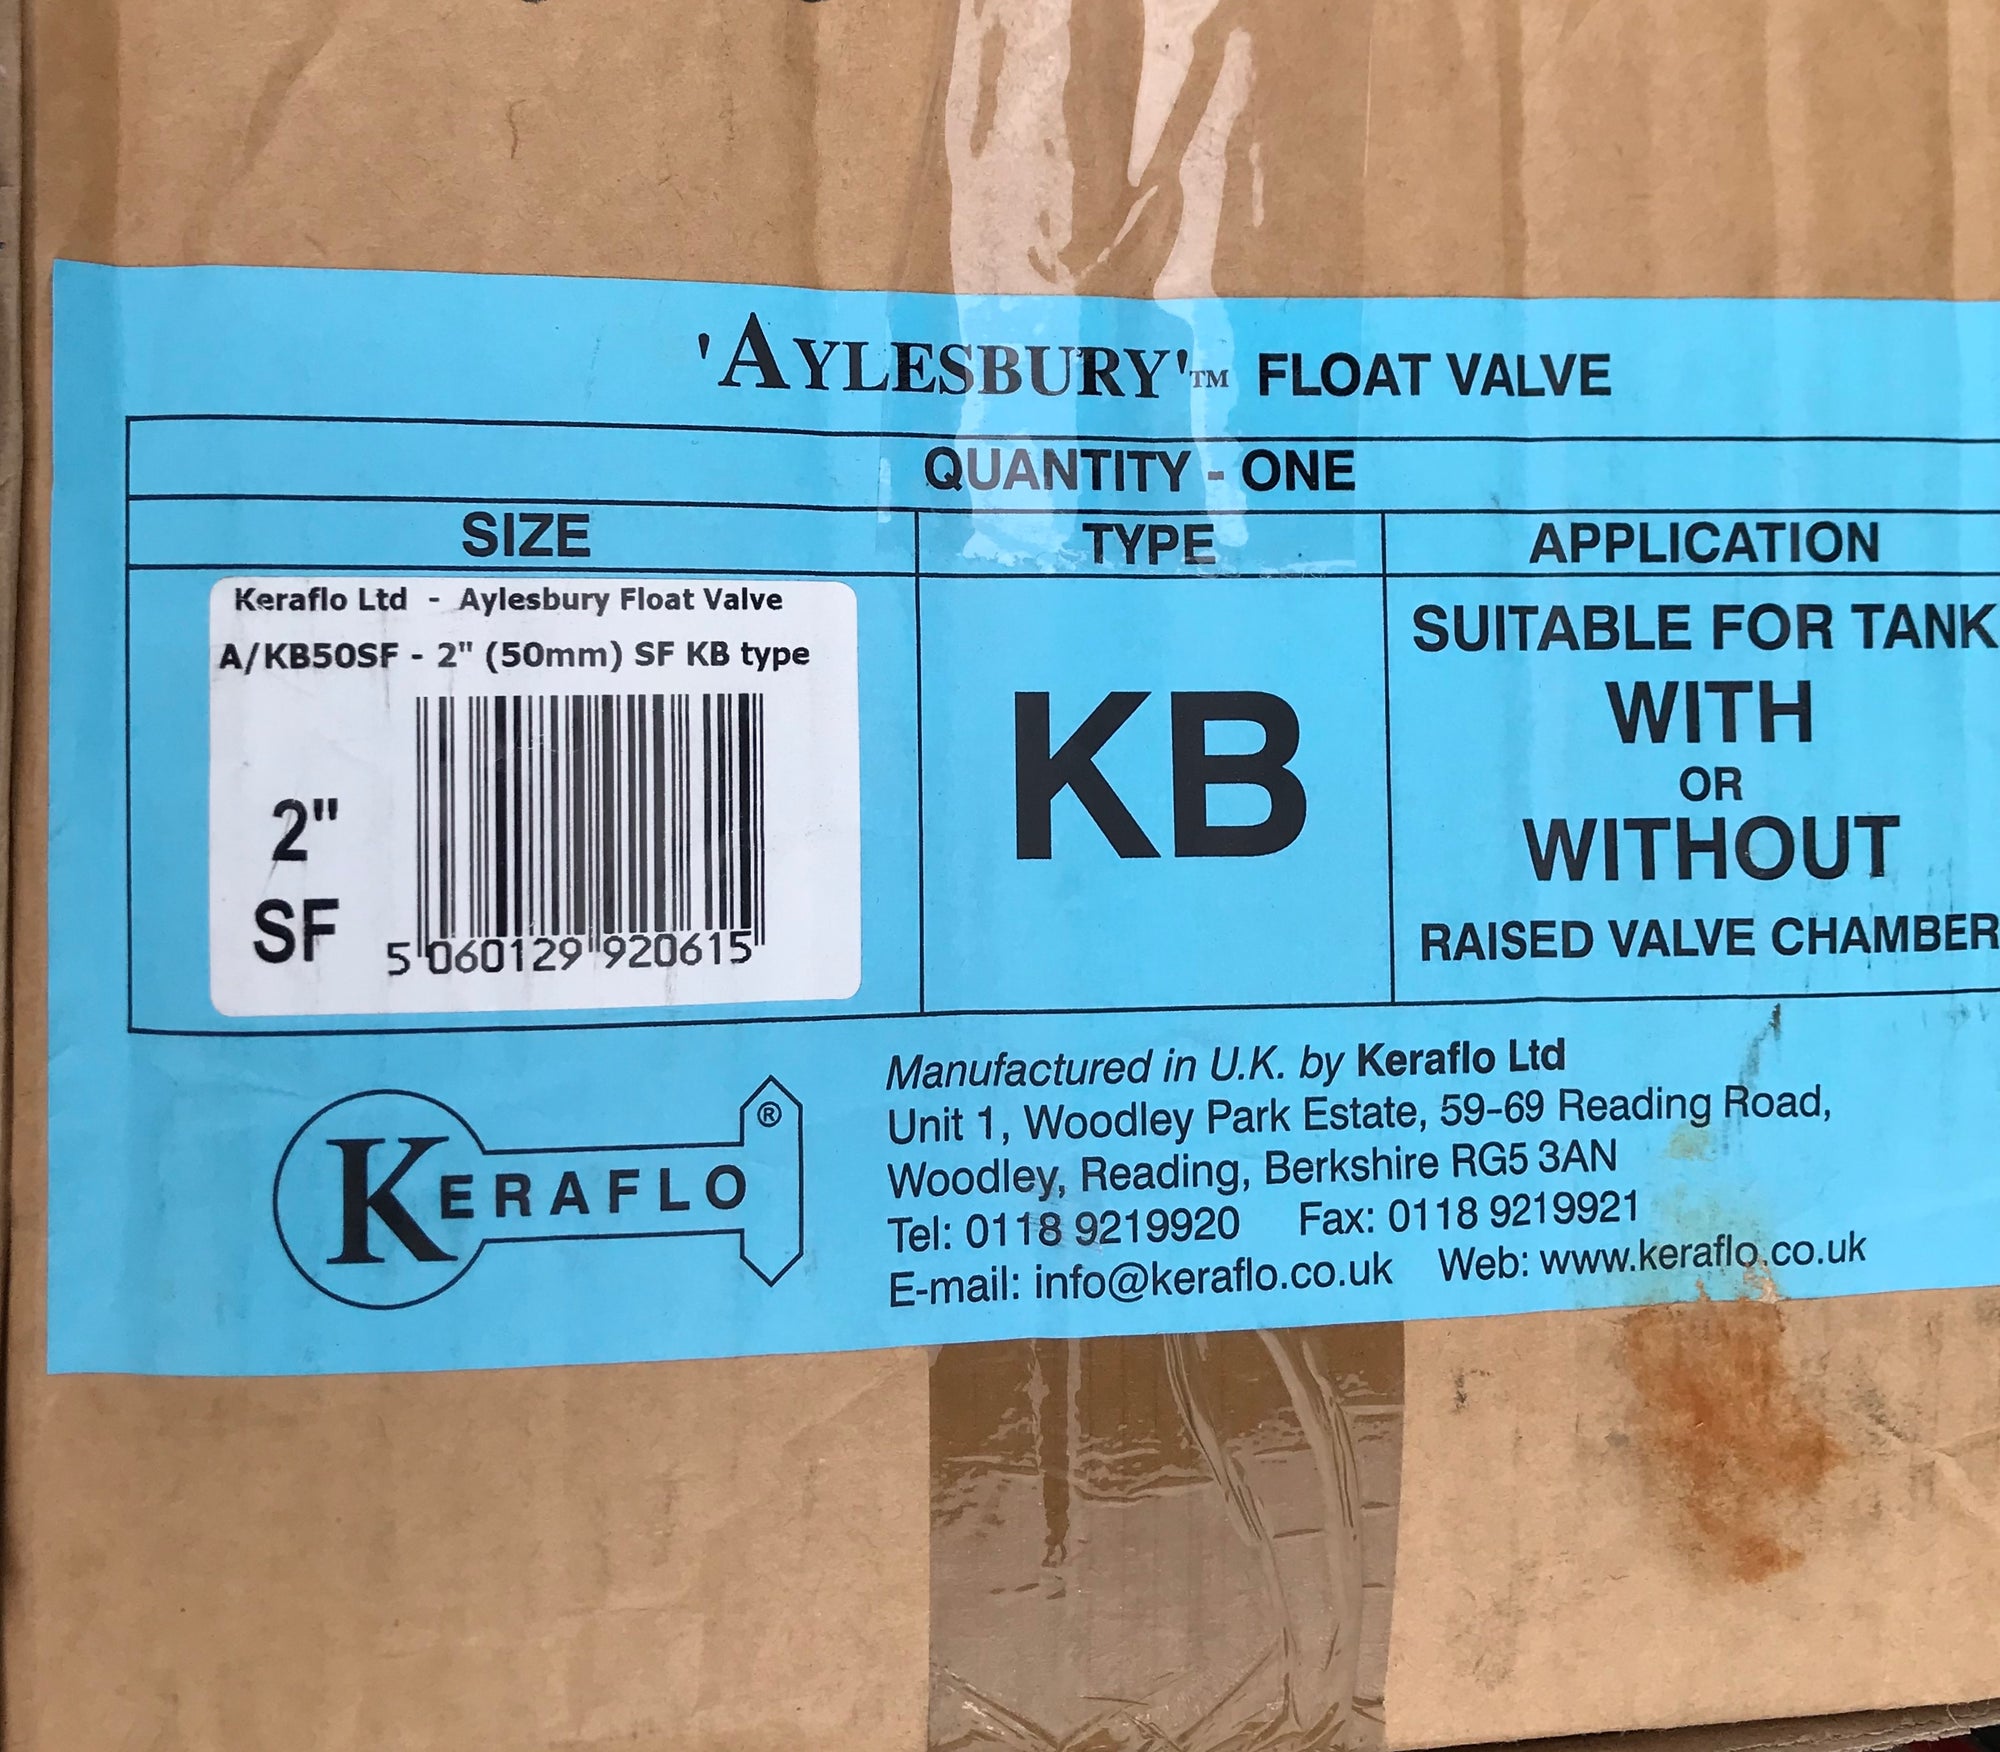 'AYLESBURY'™ FLOAT VALVE
QUANTITY - ONE
SIZE
TYPE
APPLICATION
Keraflo Ltd - Aylesbury Float Valve
A/KB50SF - 2" (50mm) SF KB type
2"
SF
5 060129 920615
KB
SUITABLE FOR TANK
WITH
OR
WITHOUT
RAISED VALVE CHAMBER
KERAFLO
®
Manufactured in U.K. by Keraflo Ltd
Unit 1, Woodley Park Estate, 59-69 Reading Road,
Woodley, Reading, Berkshire RG5 3AN
Tel: 0118 9219920 Fax: 0118 9219921
E-mail: info@keraflo.co.uk Web: www.keraflo.co.uk